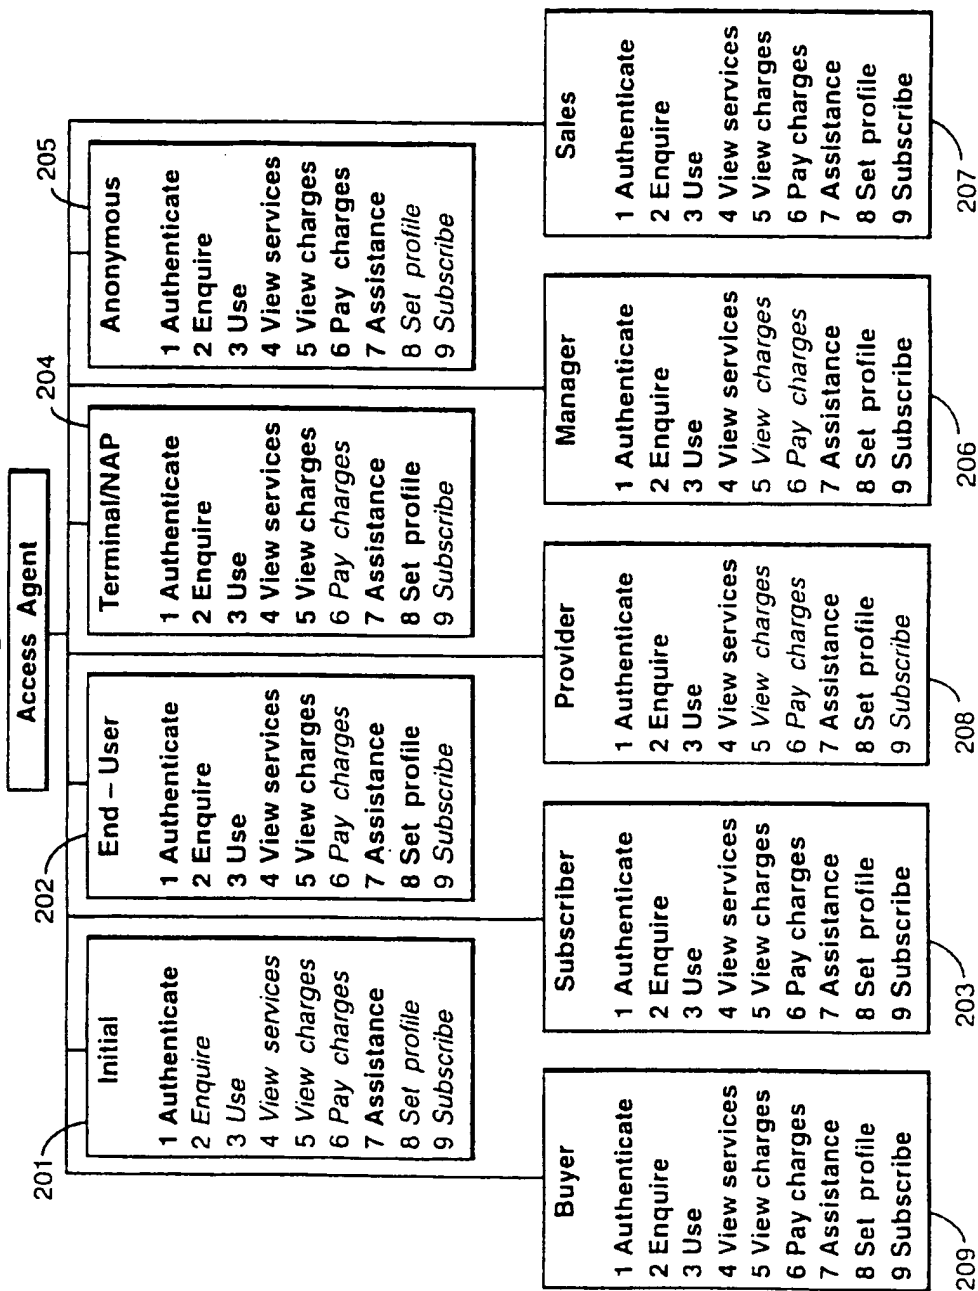 Access Agent
201
202
204
205
Initial
1 Authenticate
2 Enquire
3 Use
4 View services
5 View charges
6 Pay charges
7 Assistance
8 Set profile
9 Subscribe
End – User
1 Authenticate
2 Enquire
3 Use
4 View services
5 View charges
6 Pay charges
7 Assistance
8 Set profile
9 Subscribe
Terminal/NAP
1 Authenticate
2 Enquire
3 Use
4 View services
5 View charges
6 Pay charges
7 Assistance
8 Set profile
9 Subscribe
Anonymous
1 Authenticate
2 Enquire
3 Use
4 View services
5 View charges
6 Pay charges
7 Assistance
8 Set profile
9 Subscribe
Buyer
1 Authenticate
2 Enquire
3 Use
4 View services
5 View charges
6 Pay charges
7 Assistance
8 Set profile
9 Subscribe
Subscriber
1 Authenticate
2 Enquire
3 Use
4 View services
5 View charges
6 Pay charges
7 Assistance
8 Set profile
9 Subscribe
Provider
1 Authenticate
2 Enquire
3 Use
4 View services
5 View charges
6 Pay charges
7 Assistance
8 Set profile
9 Subscribe
Manager
1 Authenticate
2 Enquire
3 Use
4 View services
5 View charges
6 Pay charges
7 Assistance
8 Set profile
9 Subscribe
Sales
1 Authenticate
2 Enquire
3 Use
4 View services
5 View charges
6 Pay charges
7 Assistance
8 Set profile
9 Subscribe
209
203
208
206
207